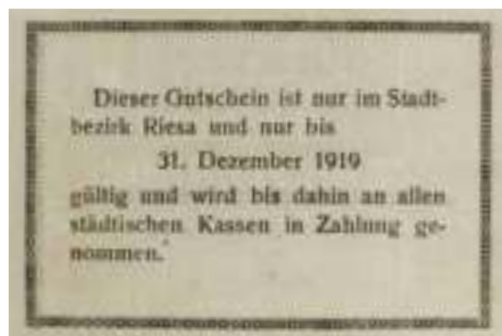 Dieser Gutschein ist nur im Stadt-
bezirk Riesa und nur bis
31. Dezember 1919
gültig und wird bis dahin an allen
städtischen Kassen in Zahlung ge-
nommen.